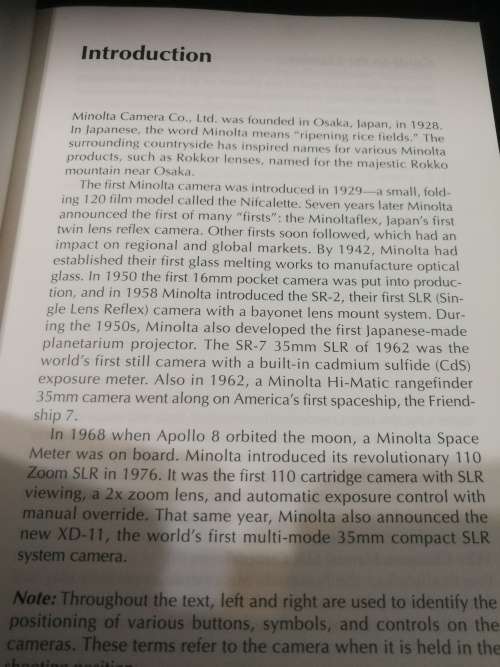 Introduction
Minolta Camera Co., Ltd. was founded in Osaka, Japan, in 1928.
In Japanese, the word Minolta means "ripening rice fields." The
surrounding countryside has inspired names for various Minolta
products, such as Rokkor lenses, named for the majestic Rokko
mountain near Osaka.
The first Minolta camera was introduced in 1929—a small, fold-
ing 120 film model called the Nifcalette. Seven years later Minolta
announced the first of many "firsts": the Minoltaflex, Japan's first
twin lens reflex camera. Other firsts soon followed, which had an
impact on regional and global markets. By 1942, Minolta had
established their first glass melting works to manufacture optical
glass. In 1950 the first 16mm pocket camera was put into produc-
tion, and in 1958 Minolta introduced the SR-2, their first SLR (Sin-
gle Lens Reflex) camera with a bayonet lens mount system. Dur-
ing the 1950s, Minolta also developed the first Japanese-made
planetarium projector. The SR-7 35mm SLR of 1962 was the
world's first still camera with a built-in cadmium sulfide (CdS)
exposure meter. Also in 1962, a Minolta Hi-Matic rangefinder
35mm camera went along on America's first spaceship, the Friend-
ship 7.
In 1968 when Apollo 8 orbited the moon, a Minolta Space
Meter was on board. Minolta introduced its revolutionary 110
Zoom SLR in 1976. It was the first 110 cartridge camera with SLR
viewing, a 2x zoom lens, and automatic exposure control with
manual override. That same year, Minolta also announced the
new XD-11, the world's first multi-mode 35mm compact SLR
system camera.
Note: Throughout the text, left and right are used to identify the
positioning of various buttons, symbols, and controls on the
cameras. These terms refer to the camera when it is held in the
shooting position.